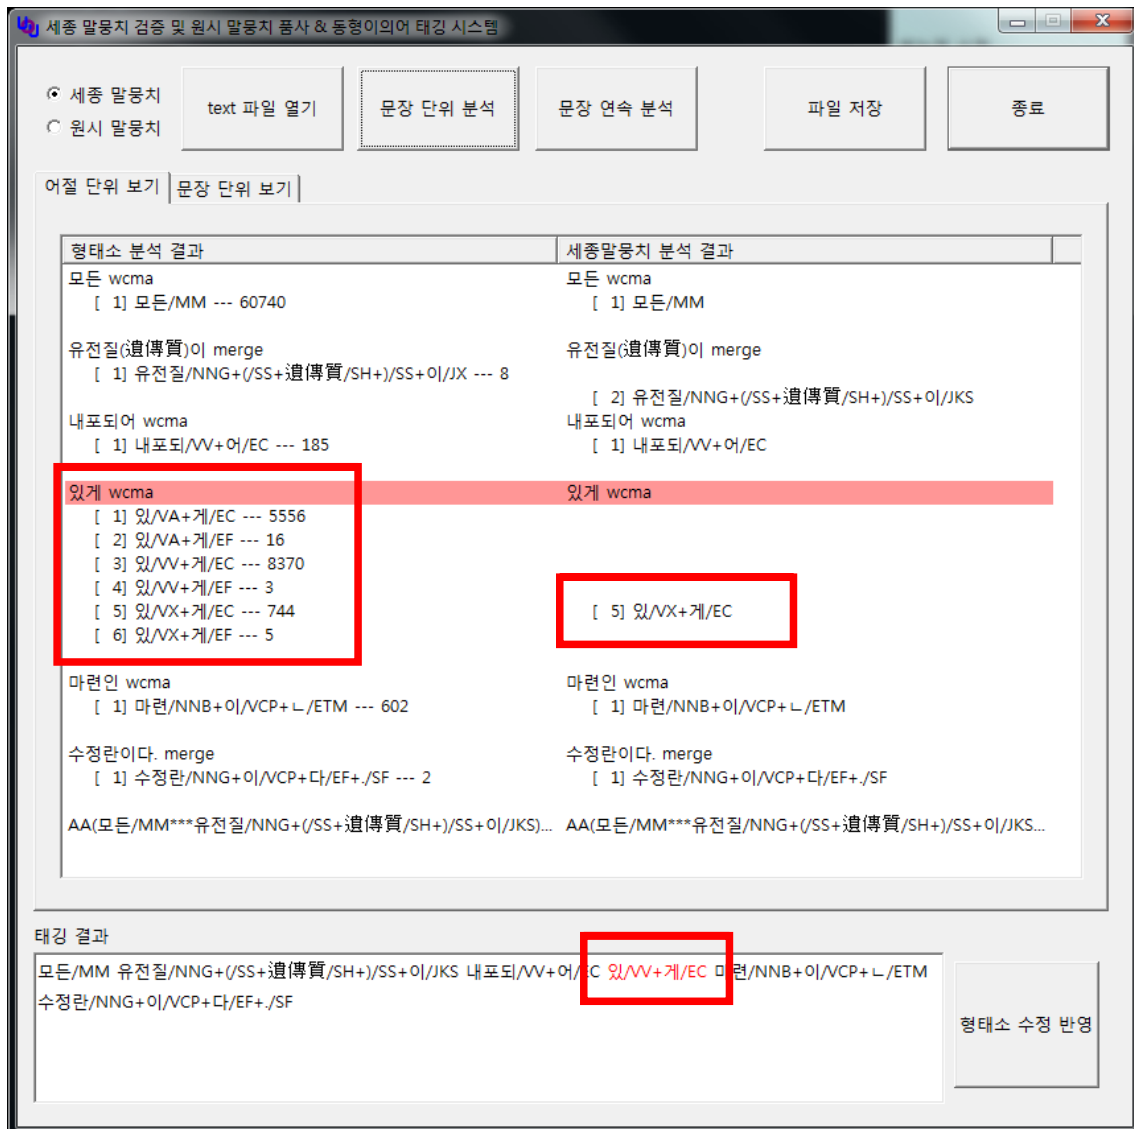 세종 말뭉치 검증 및 원시 말뭉치 품사 & 동형이의어 태깅 시스템
세종 말뭉치
원시 말뭉치
text 파일 열기
문장 단위 분석
문장 연속 분석
파일 저장
종료
어절 단위 보기
문장 단위 보기
형태소 분석 결과
세종말뭉치 분석 결과
모든 wcma
모든 wcma
[ 1] 모든/MM --- 60740
[ 1] 모든/MM
유전질(遺傳質)이 merge
유전질(遺傳質)이 merge
[ 1] 유전질/NNG+(/SS+遺傳質/SH+)/SS+이/JX --- 8
[ 2] 유전질/NNG+(/SS+遺傳質/SH+)/SS+이/JKS
내포되어 wcma
내포되어 wcma
[ 1] 내포되/VV+어/EC --- 185
[ 1] 내포되/VV+어/EC
있게 wcma
있게 wcma
[ 1] 있/VA+게/EC --- 5556
[ 2] 있/VA+게/EF --- 16
[ 3] 있/VV+게/EC --- 8370
[ 4] 있/VV+게/EF --- 3
[ 5] 있/VX+게/EC --- 744
[ 5] 있/VX+게/EC
[ 6] 있/VX+게/EF --- 5
마련인 wcma
마련인 wcma
[ 1] 마련/NNB+이/VCP+ㄴ/ETM --- 602
[ 1] 마련/NNB+이/VCP+ㄴ/ETM
수정란이다. merge
수정란이다. merge
[ 1] 수정란/NNG+이/VCP+다/EF+./SF --- 2
[ 1] 수정란/NNG+이/VCP+다/EF+./SF
AA(모든/MM***유전질/NNG+(/SS+遺傳質/SH+)/SS+이/JKS)...
AA(모든/MM***유전질/NNG+(/SS+遺傳質/SH+)/SS+이/JKS...
태깅 결과
모든/MM 유전질/NNG+(/SS+遺傳質/SH+)/SS+이/JKS 내포되/VV+어/EC 있/VV+게/EC 마련/NNB+이/VCP+ㄴ/ETM
수정란/NNG+이/VCP+다/EF+./SF
형태소 수정 반영